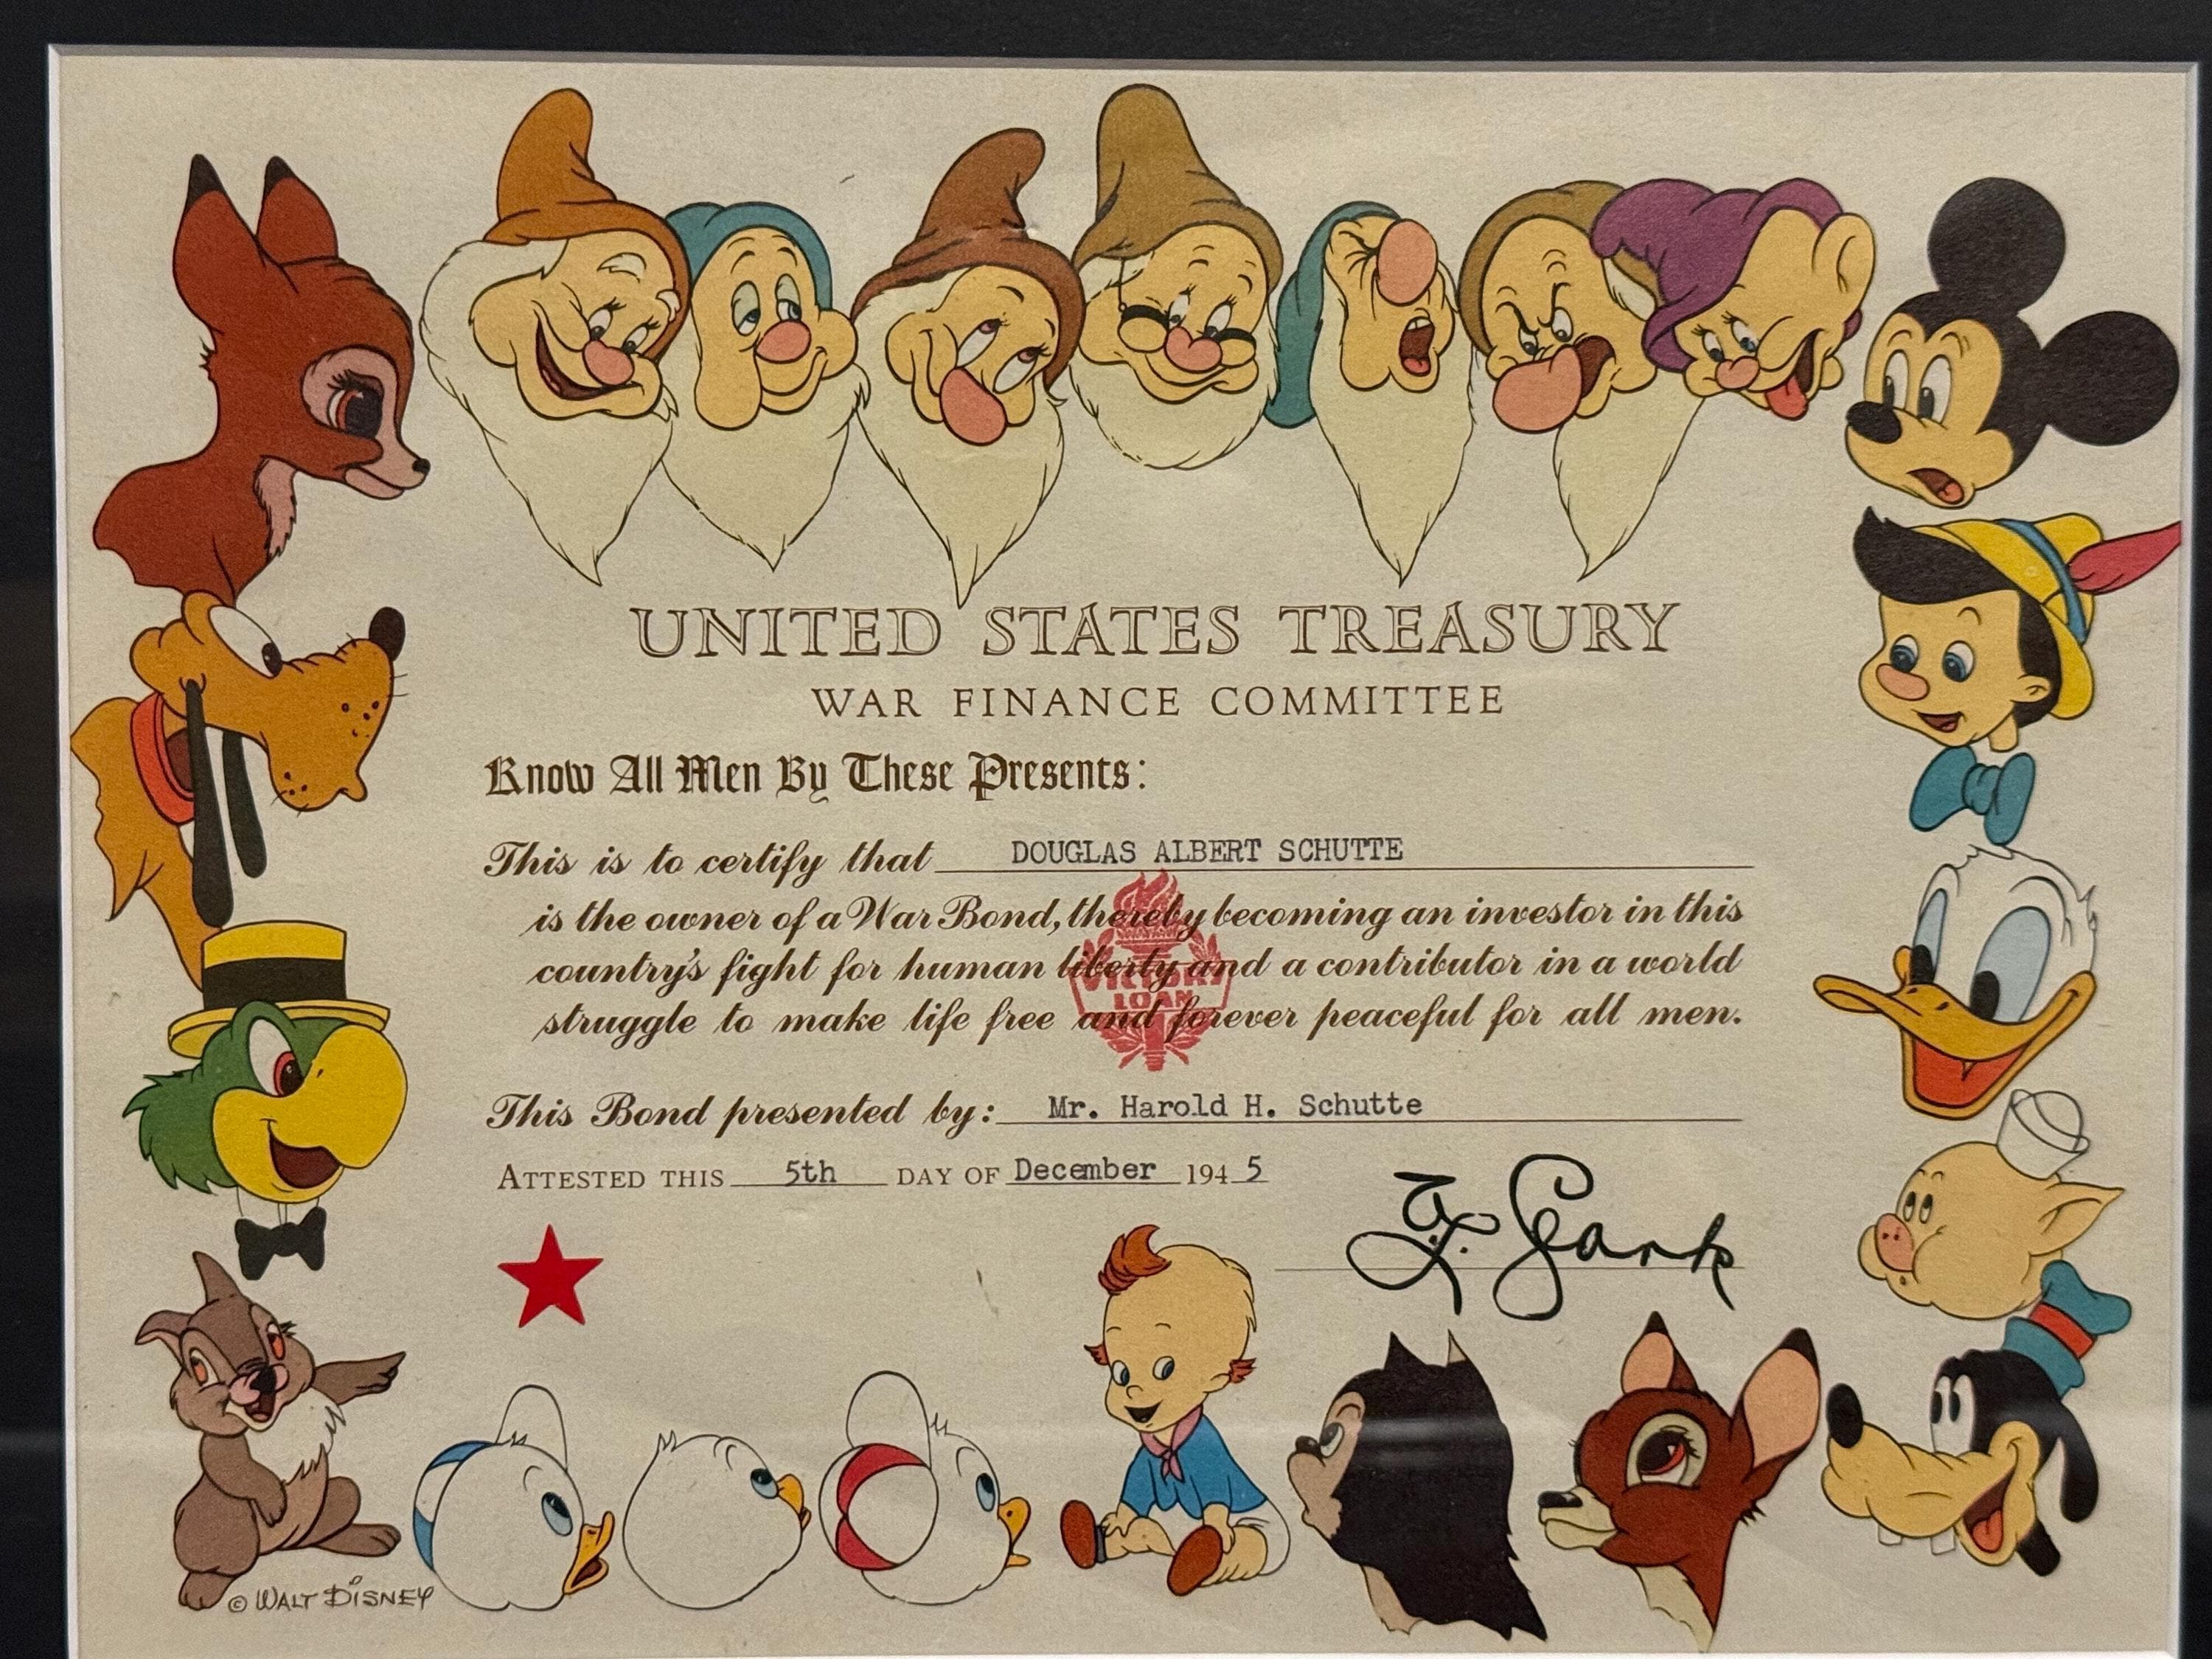 UNITED STATES TREASURY
WAR FINANCE COMMITTEE
Know All Men By These Presents:
This is to certify that DOUGLAS ALBERT SCHUTTE
is the owner of a War Bond, thereby becoming an investor in this
country's fight for human liberty and a contributor in a world
struggle to make life free and forever peaceful for all men.
VICTORY
LOAN
This Bond presented by: Mr. Harold H. Schutte
ATTESTED THIS 5th DAY OF December 1945
© WALT DISNEY